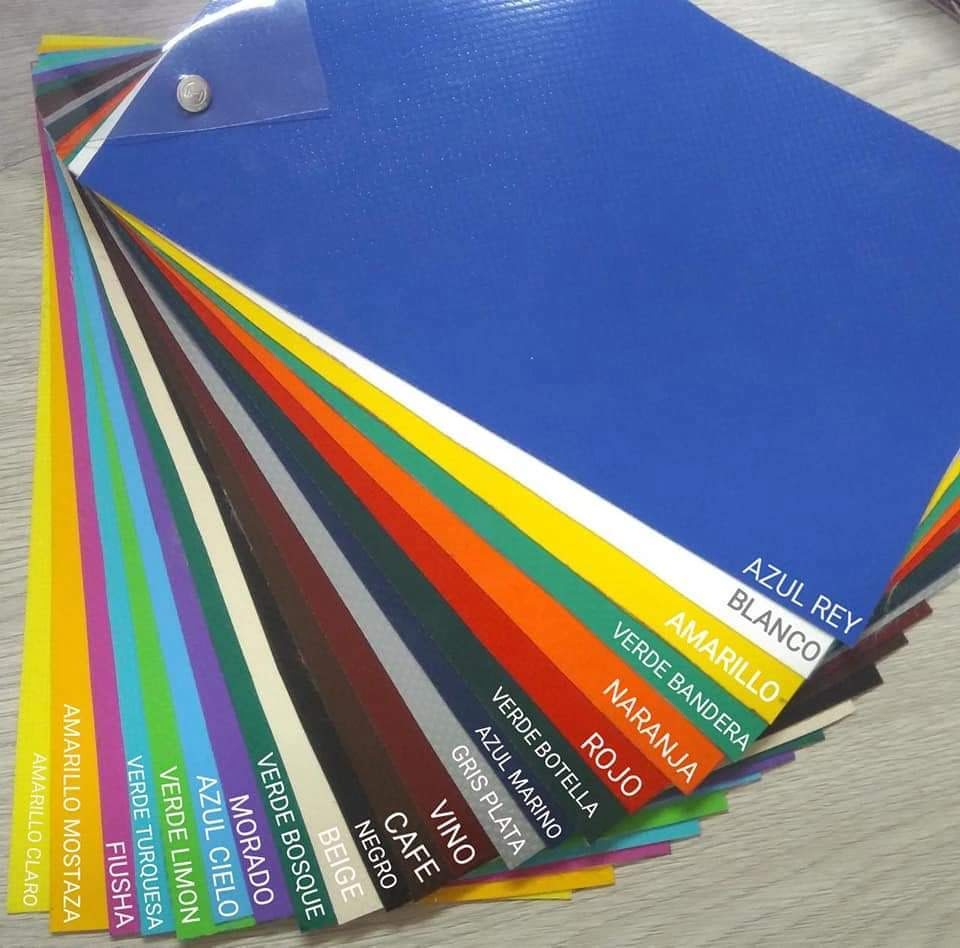 AZUL REY
BLANCO
AMARILLO
VERDE BANDERA
NARANJA
ROJO
VERDE BOTELLA
AZUL MARINO
GRIS PLATA
VINO
CAFE
NEGRO
BEIGE
VERDE BOSQUE
MORADO
AZUL CIELO
VERDE LIMON
VERDE TURQUESA
FIUSHA
AMARILLO MOSTAZA
AMARILLO CLARO